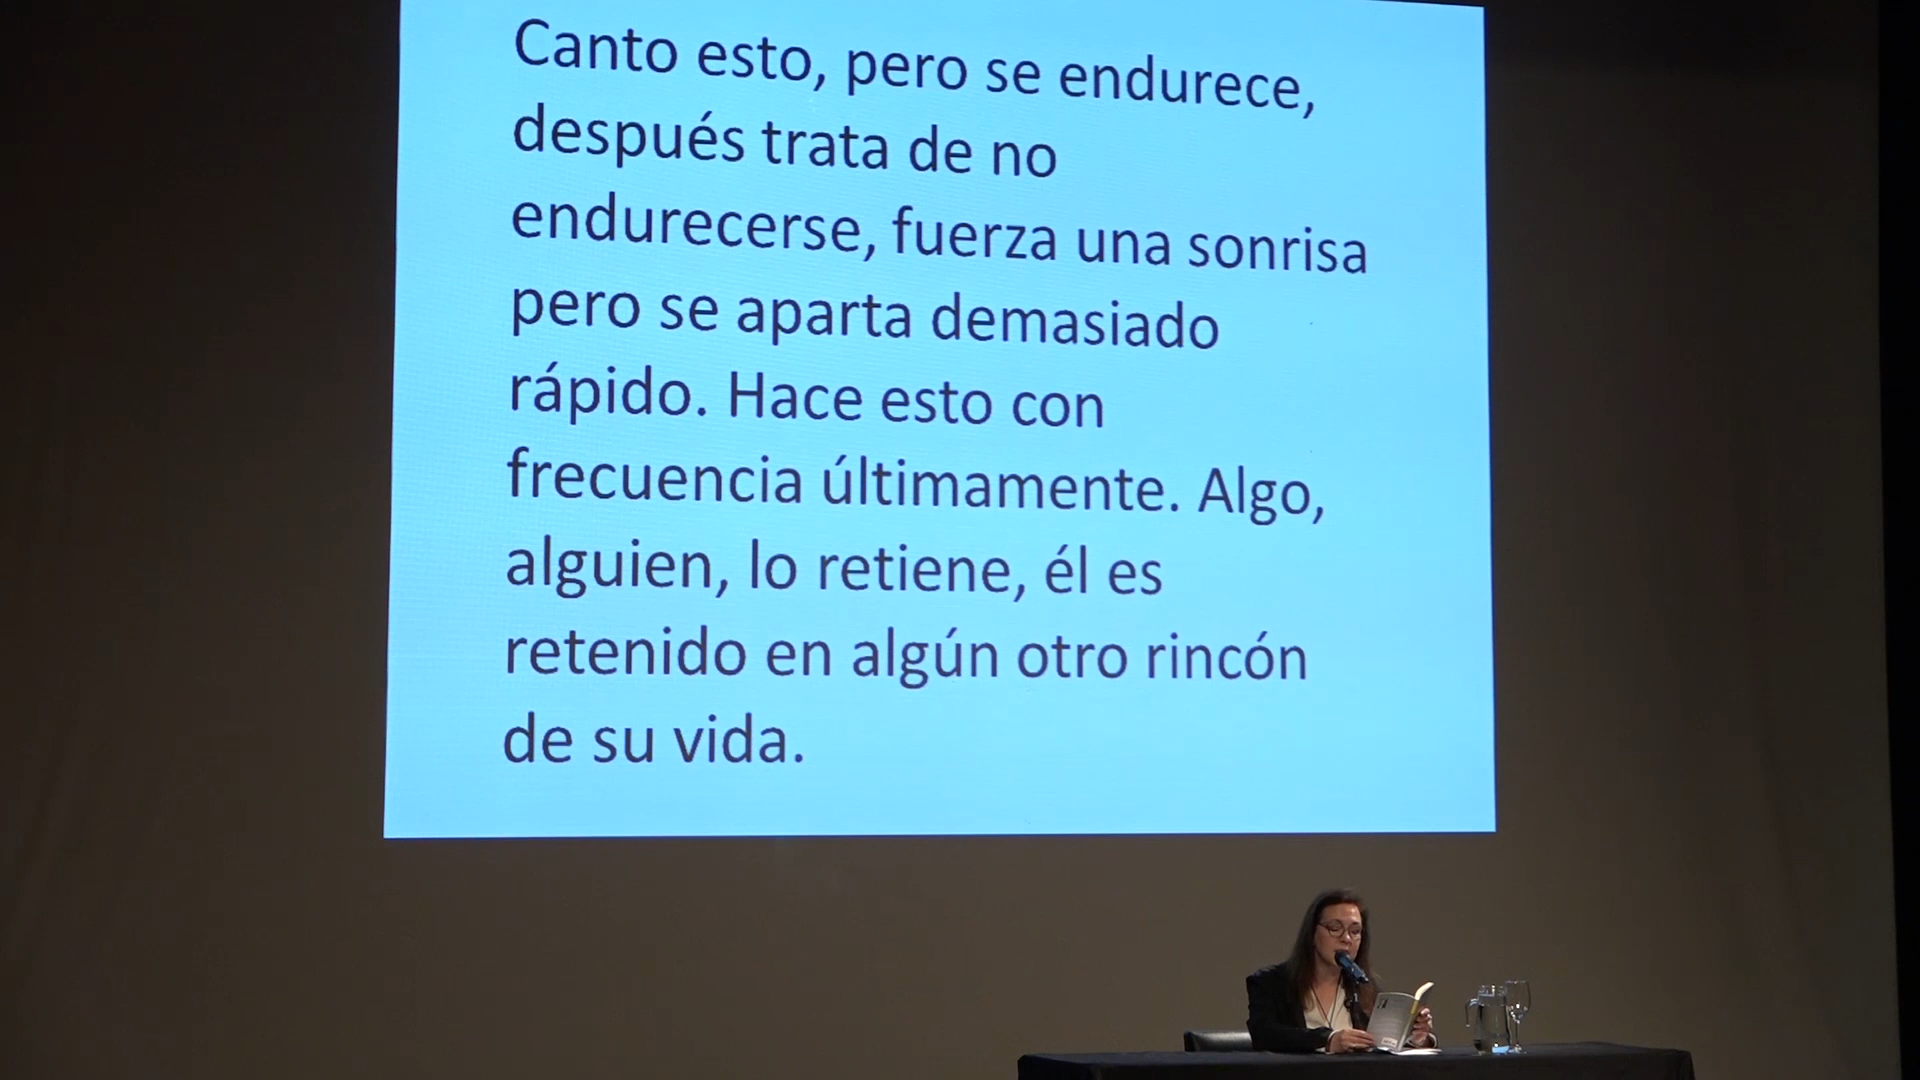 Canto esto, pero se endurece,
después trata de no
endurecerse, fuerza una sonrisa
pero se aparta demasiado
rápido. Hace esto con
frecuencia últimamente. Algo,
alguien, lo retiene, él es
retenido en algún otro rincón
de su vida.